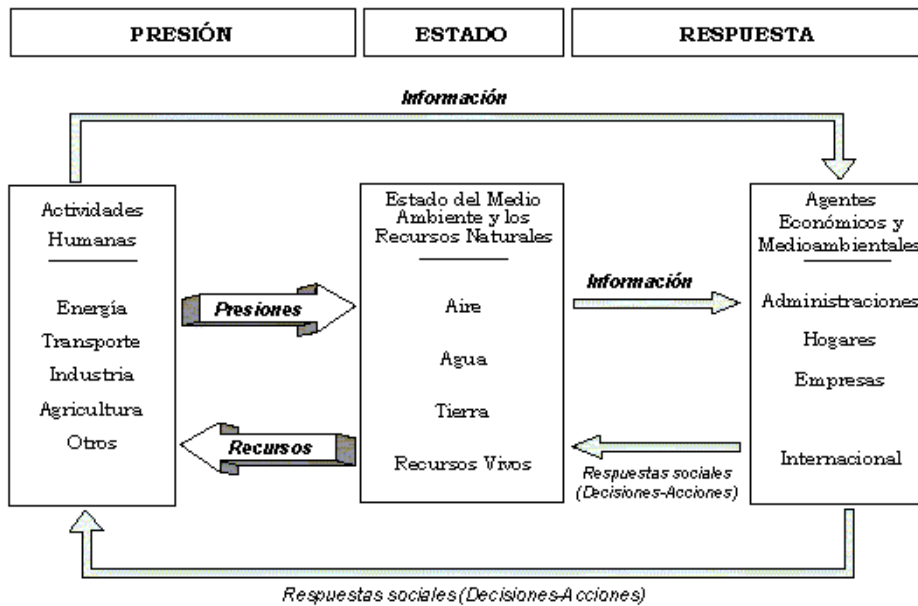 PRESIÓN
ESTADO
RESPUESTA
Información
Actividades
Humanas
Energía
Transporte
Industria
Agricultura
Otros
Presiones
Recursos
Estado del Medio
Ambiente y los
Recursos Naturales
Aire
Agua
Tierra
Recursos Vivos
Información
Respuestas sociales
(Decisiones-Acciones)
Agentes
Económicos y
Medioambientales
Administraciones
Hogares
Empresas
Internacional
Respuestas sociales (Decisiones-Acciones)